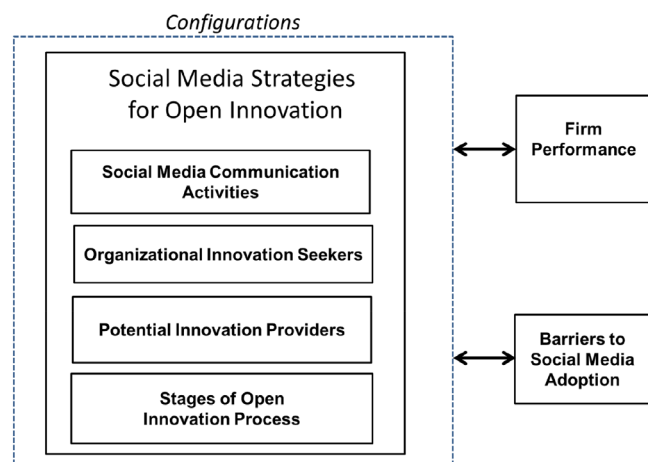 Configurations
Social Media Strategies
for Open Innovation
Social Media Communication
Activities
Organizational Innovation Seekers
Potential Innovation Providers
Stages of Open
Innovation Process
Firm
Performance
Barriers to
Social Media
Adoption